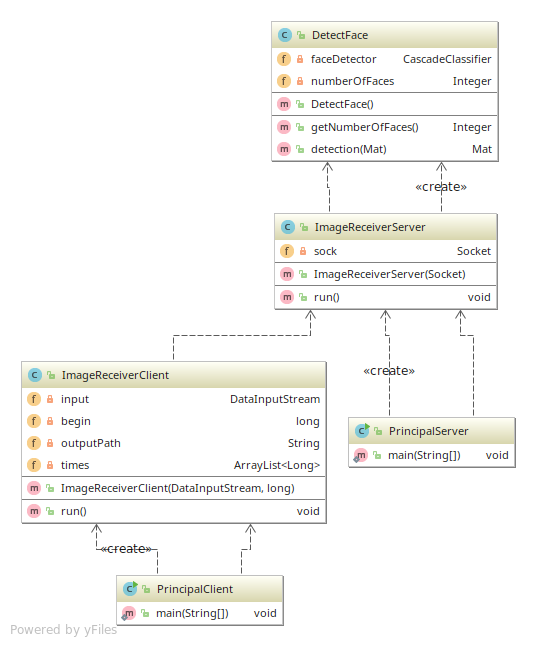 DetectFace
faceDetector CascadeClassifier
numberOfFaces Integer
DetectFace()
getNumberOfFaces() Integer
detection(Mat) Mat
«create»
ImageReceiverServer
sock Socket
ImageReceiverServer(Socket)
run() void
«create»
ImageReceiverClient
input DataInputStream
begin long
outputPath String
times ArrayList<Long>
ImageReceiverClient(DataInputStream, long)
run() void
PrincipalServer
main(String[]) void
«create»
PrincipalClient
main(String[]) void
Powered by yFiles